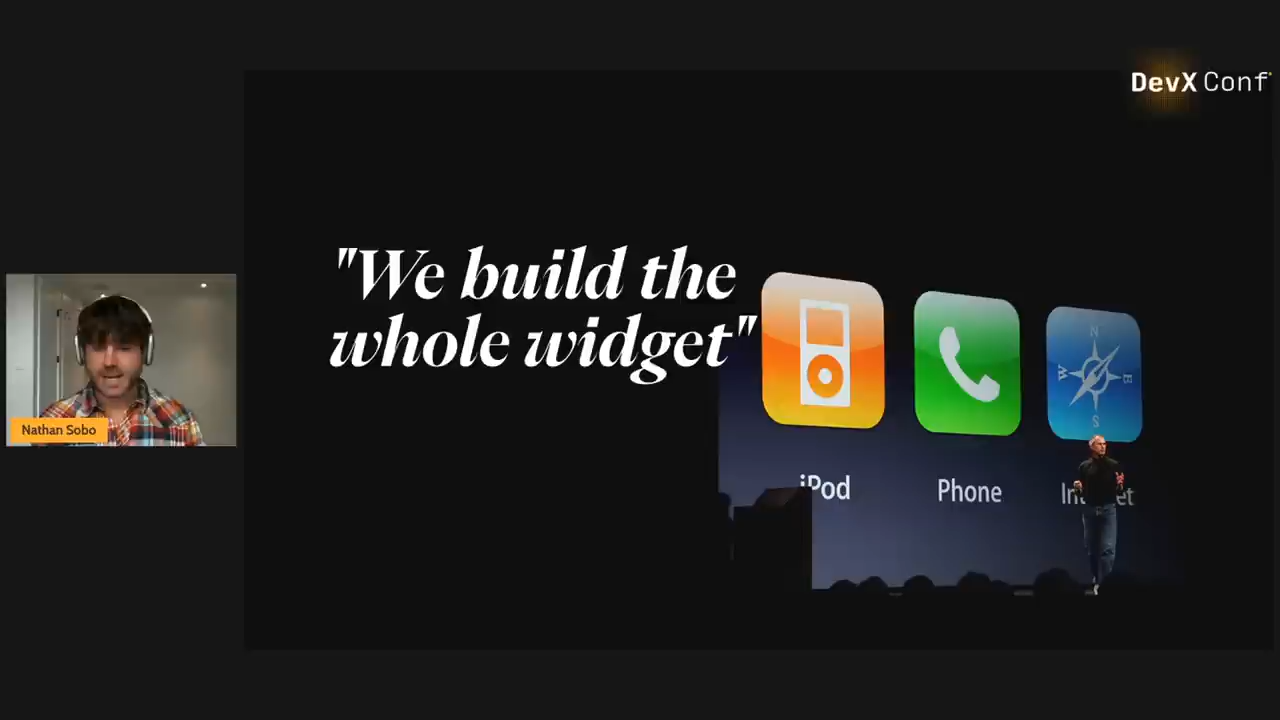 DevX Conf
"We build the
whole widget"
iPod
Phone
N
W
E
S
Nathan Sobo